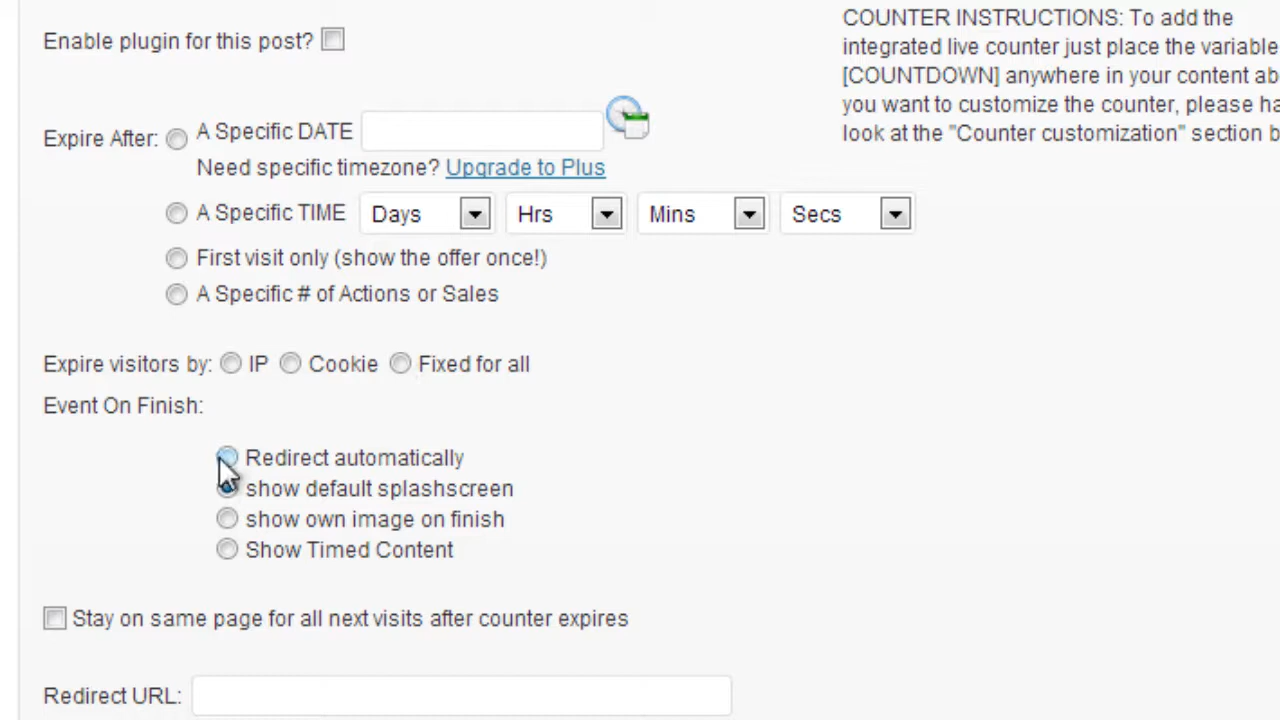 Enable plugin for this post?
COUNTER INSTRUCTIONS: To add the
integrated live counter just place the variable
[COUNTDOWN] anywhere in your content
you want to customize the counter, please
look at the "Counter customization" section
Expire After:
A Specific DATE
Need specific timezone? Upgrade to Plus
A Specific TIME Days Hrs Mins Secs
First visit only (show the offer once!)
A Specific # of Actions or Sales
Expire visitors by: IP Cookie Fixed for all
Event On Finish:
Redirect automatically
show default splashscreen
show own image on finish
Show Timed Content
Stay on same page for all next visits after counter expires
Redirect URL: